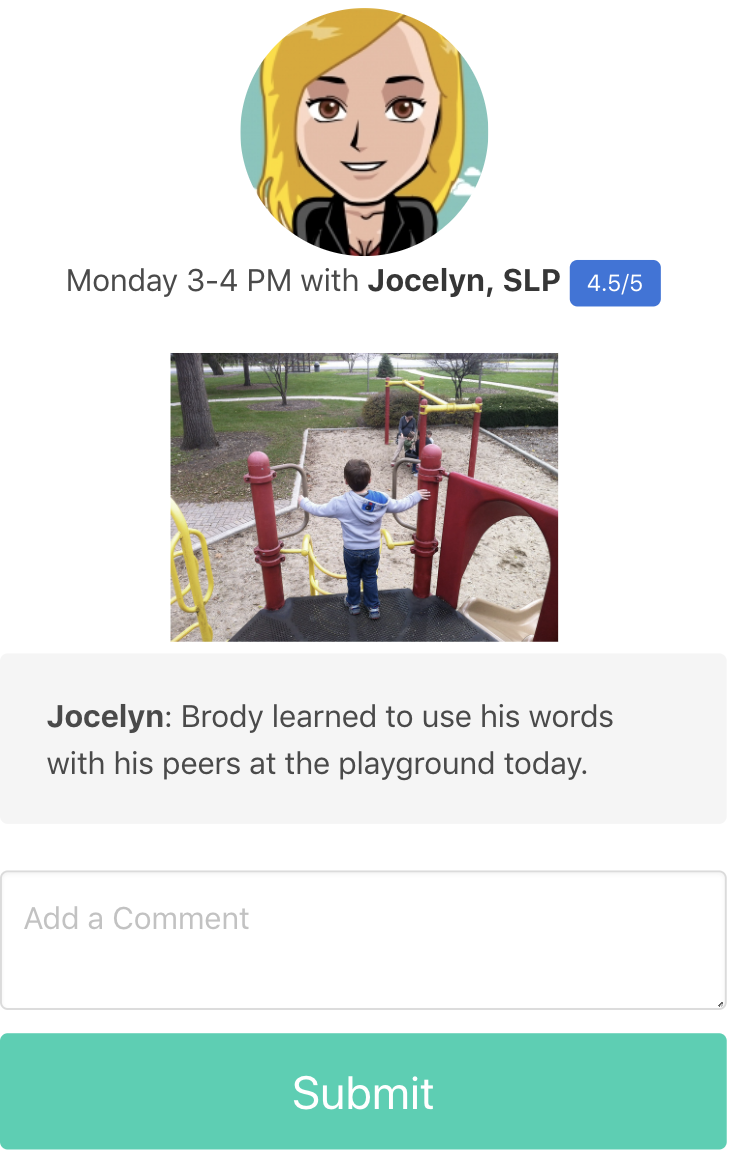 Monday 3-4 PM with Jocelyn, SLP 4.5/5
Jocelyn: Brody learned to use his words
with his peers at the playground today.
Add a Comment
Submit